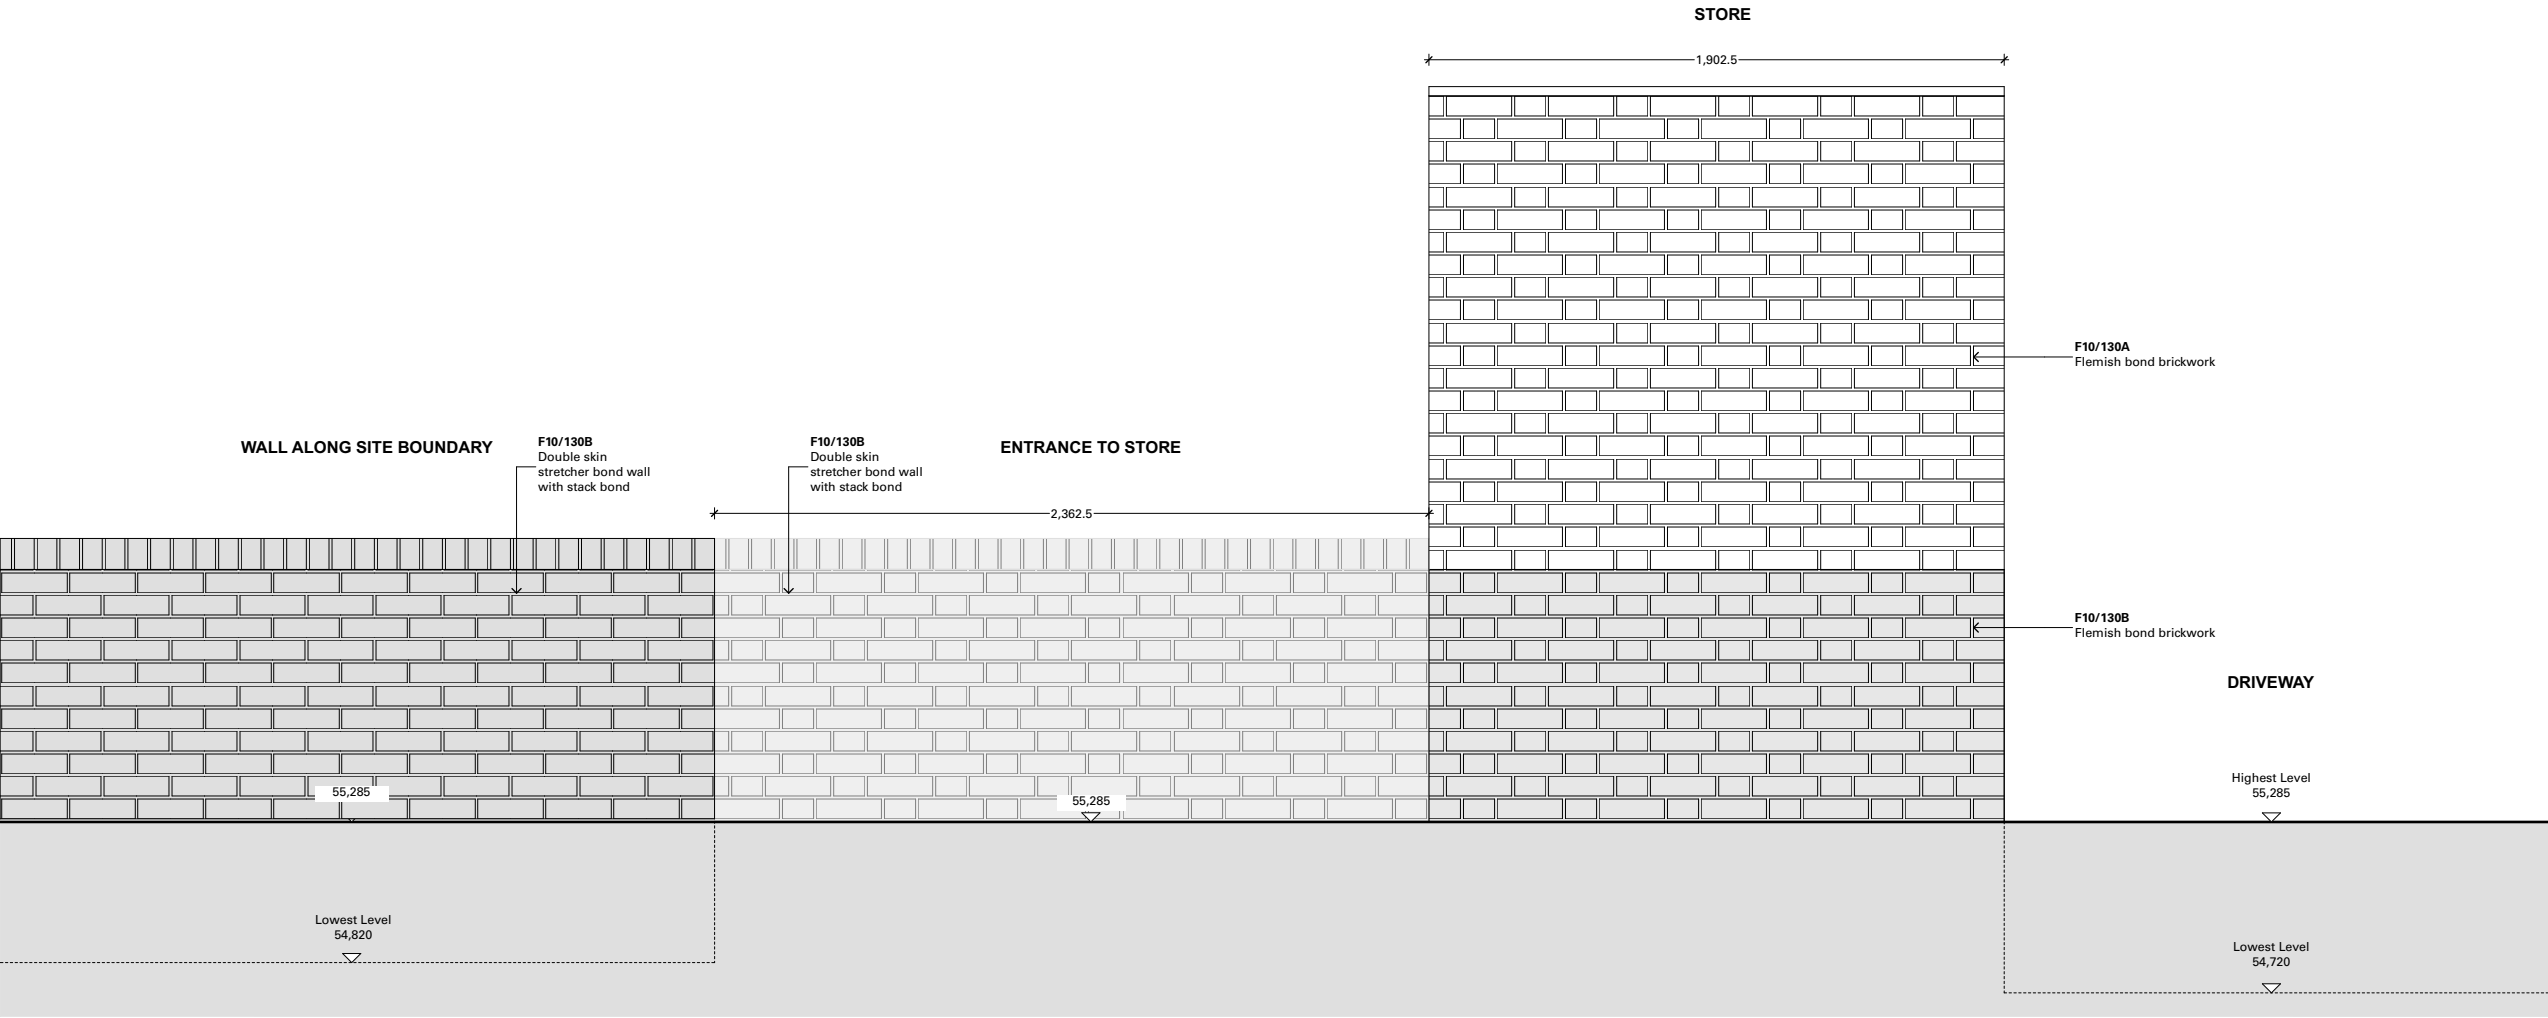 STORE
1,902.5
F10/130A
Flemish bond brickwork
WALL ALONG SITE BOUNDARY
F10/130B
Double skin
stretcher bond wall
with stack bond
F10/130B
Double skin
stretcher bond wall
with stack bond
ENTRANCE TO STORE
2,362.5
F10/130B
Flemish bond brickwork
DRIVEWAY
55,285
55,285
Highest Level
55,285
Lowest Level
54,820
Lowest Level
54,720